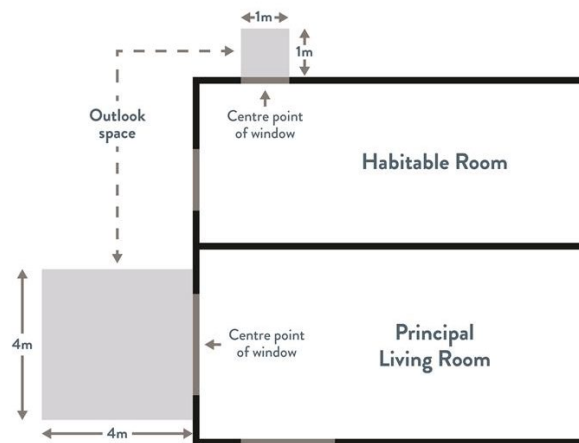 1m
1m
Outlook
space
Centre point
of window
Habitable Room
4m
Centre point
of window
Principal
Living Room
4m